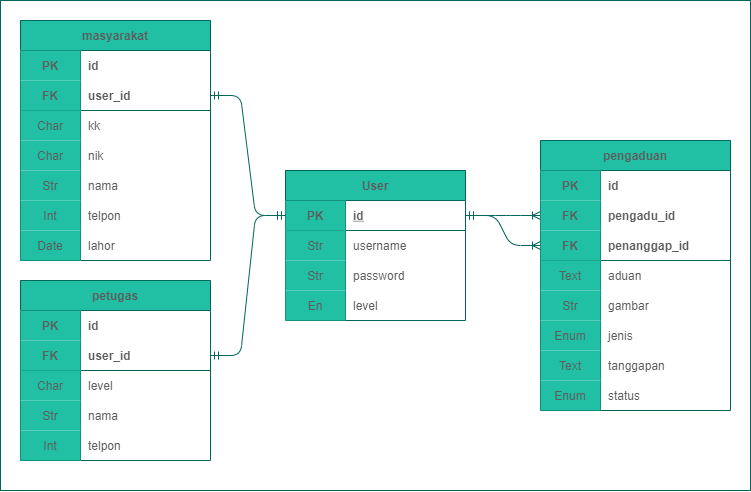 masyarakat
PK id
FK user_id
Char kk
Char nik
Str nama
Int telpon
Date lahor
petugas
PK id
FK user_id
Char level
Str nama
Int telpon
User
PK id
Str username
Str password
En level
pengaduan
PK id
FK pengadu_id
FK penanggap_id
Text aduan
Str gambar
Enum jenis
Text tanggapan
Enum status